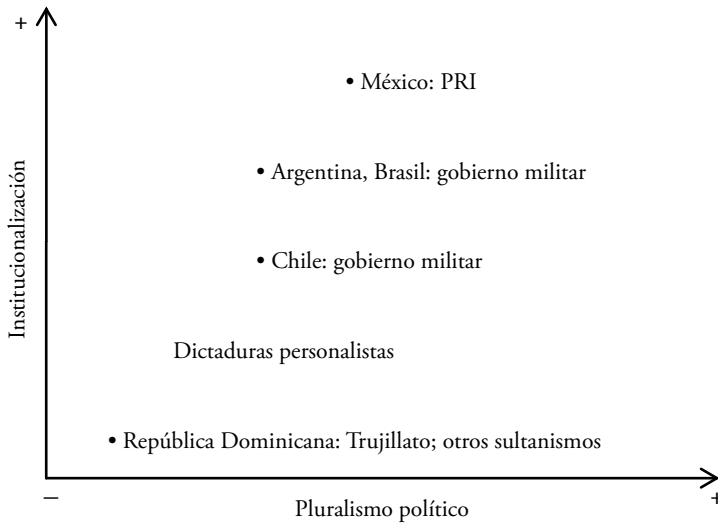 +
• México: PRI
• Argentina, Brasil: gobierno militar
Institucionalización
• Chile: gobierno militar
Dictaduras personalistas
• República Dominicana: Trujillato; otros sultanismos
–
+
Pluralismo político